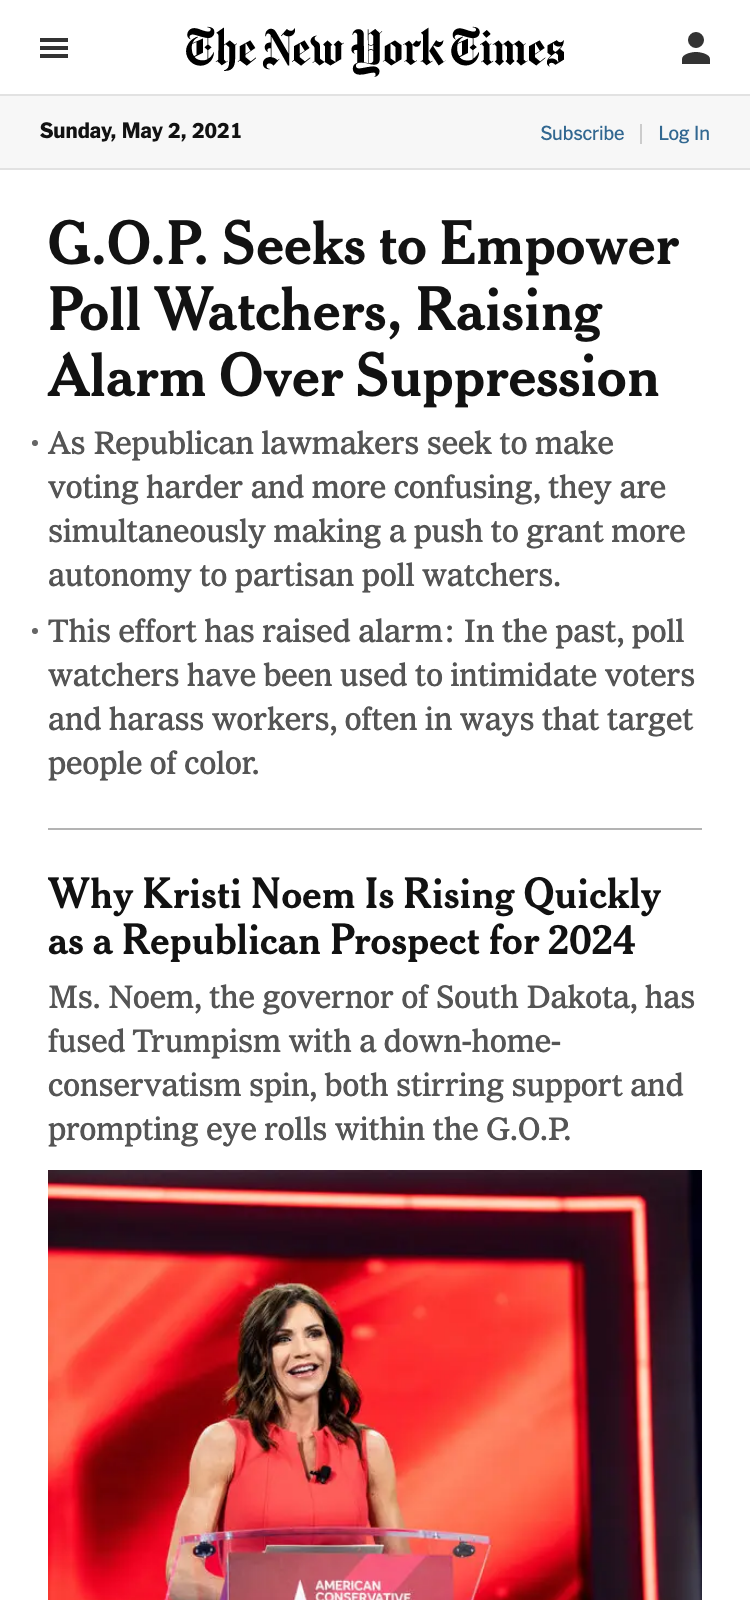 The New York Times
Sunday, May 2, 2021
Subscribe | Log In
G.O.P. Seeks to Empower
Poll Watchers, Raising
Alarm Over Suppression
• As Republican lawmakers seek to make
voting harder and more confusing, they are
simultaneously making a push to grant more
autonomy to partisan poll watchers.
• This effort has raised alarm: In the past, poll
watchers have been used to intimidate voters
and harass workers, often in ways that target
people of color.
Why Kristi Noem Is Rising Quickly
as a Republican Prospect for 2024
Ms. Noem, the governor of South Dakota, has
fused Trumpism with a down-home-
conservatism spin, both stirring support and
prompting eye rolls within the G.O.P.
AMERICAN
CONSERVATIVE